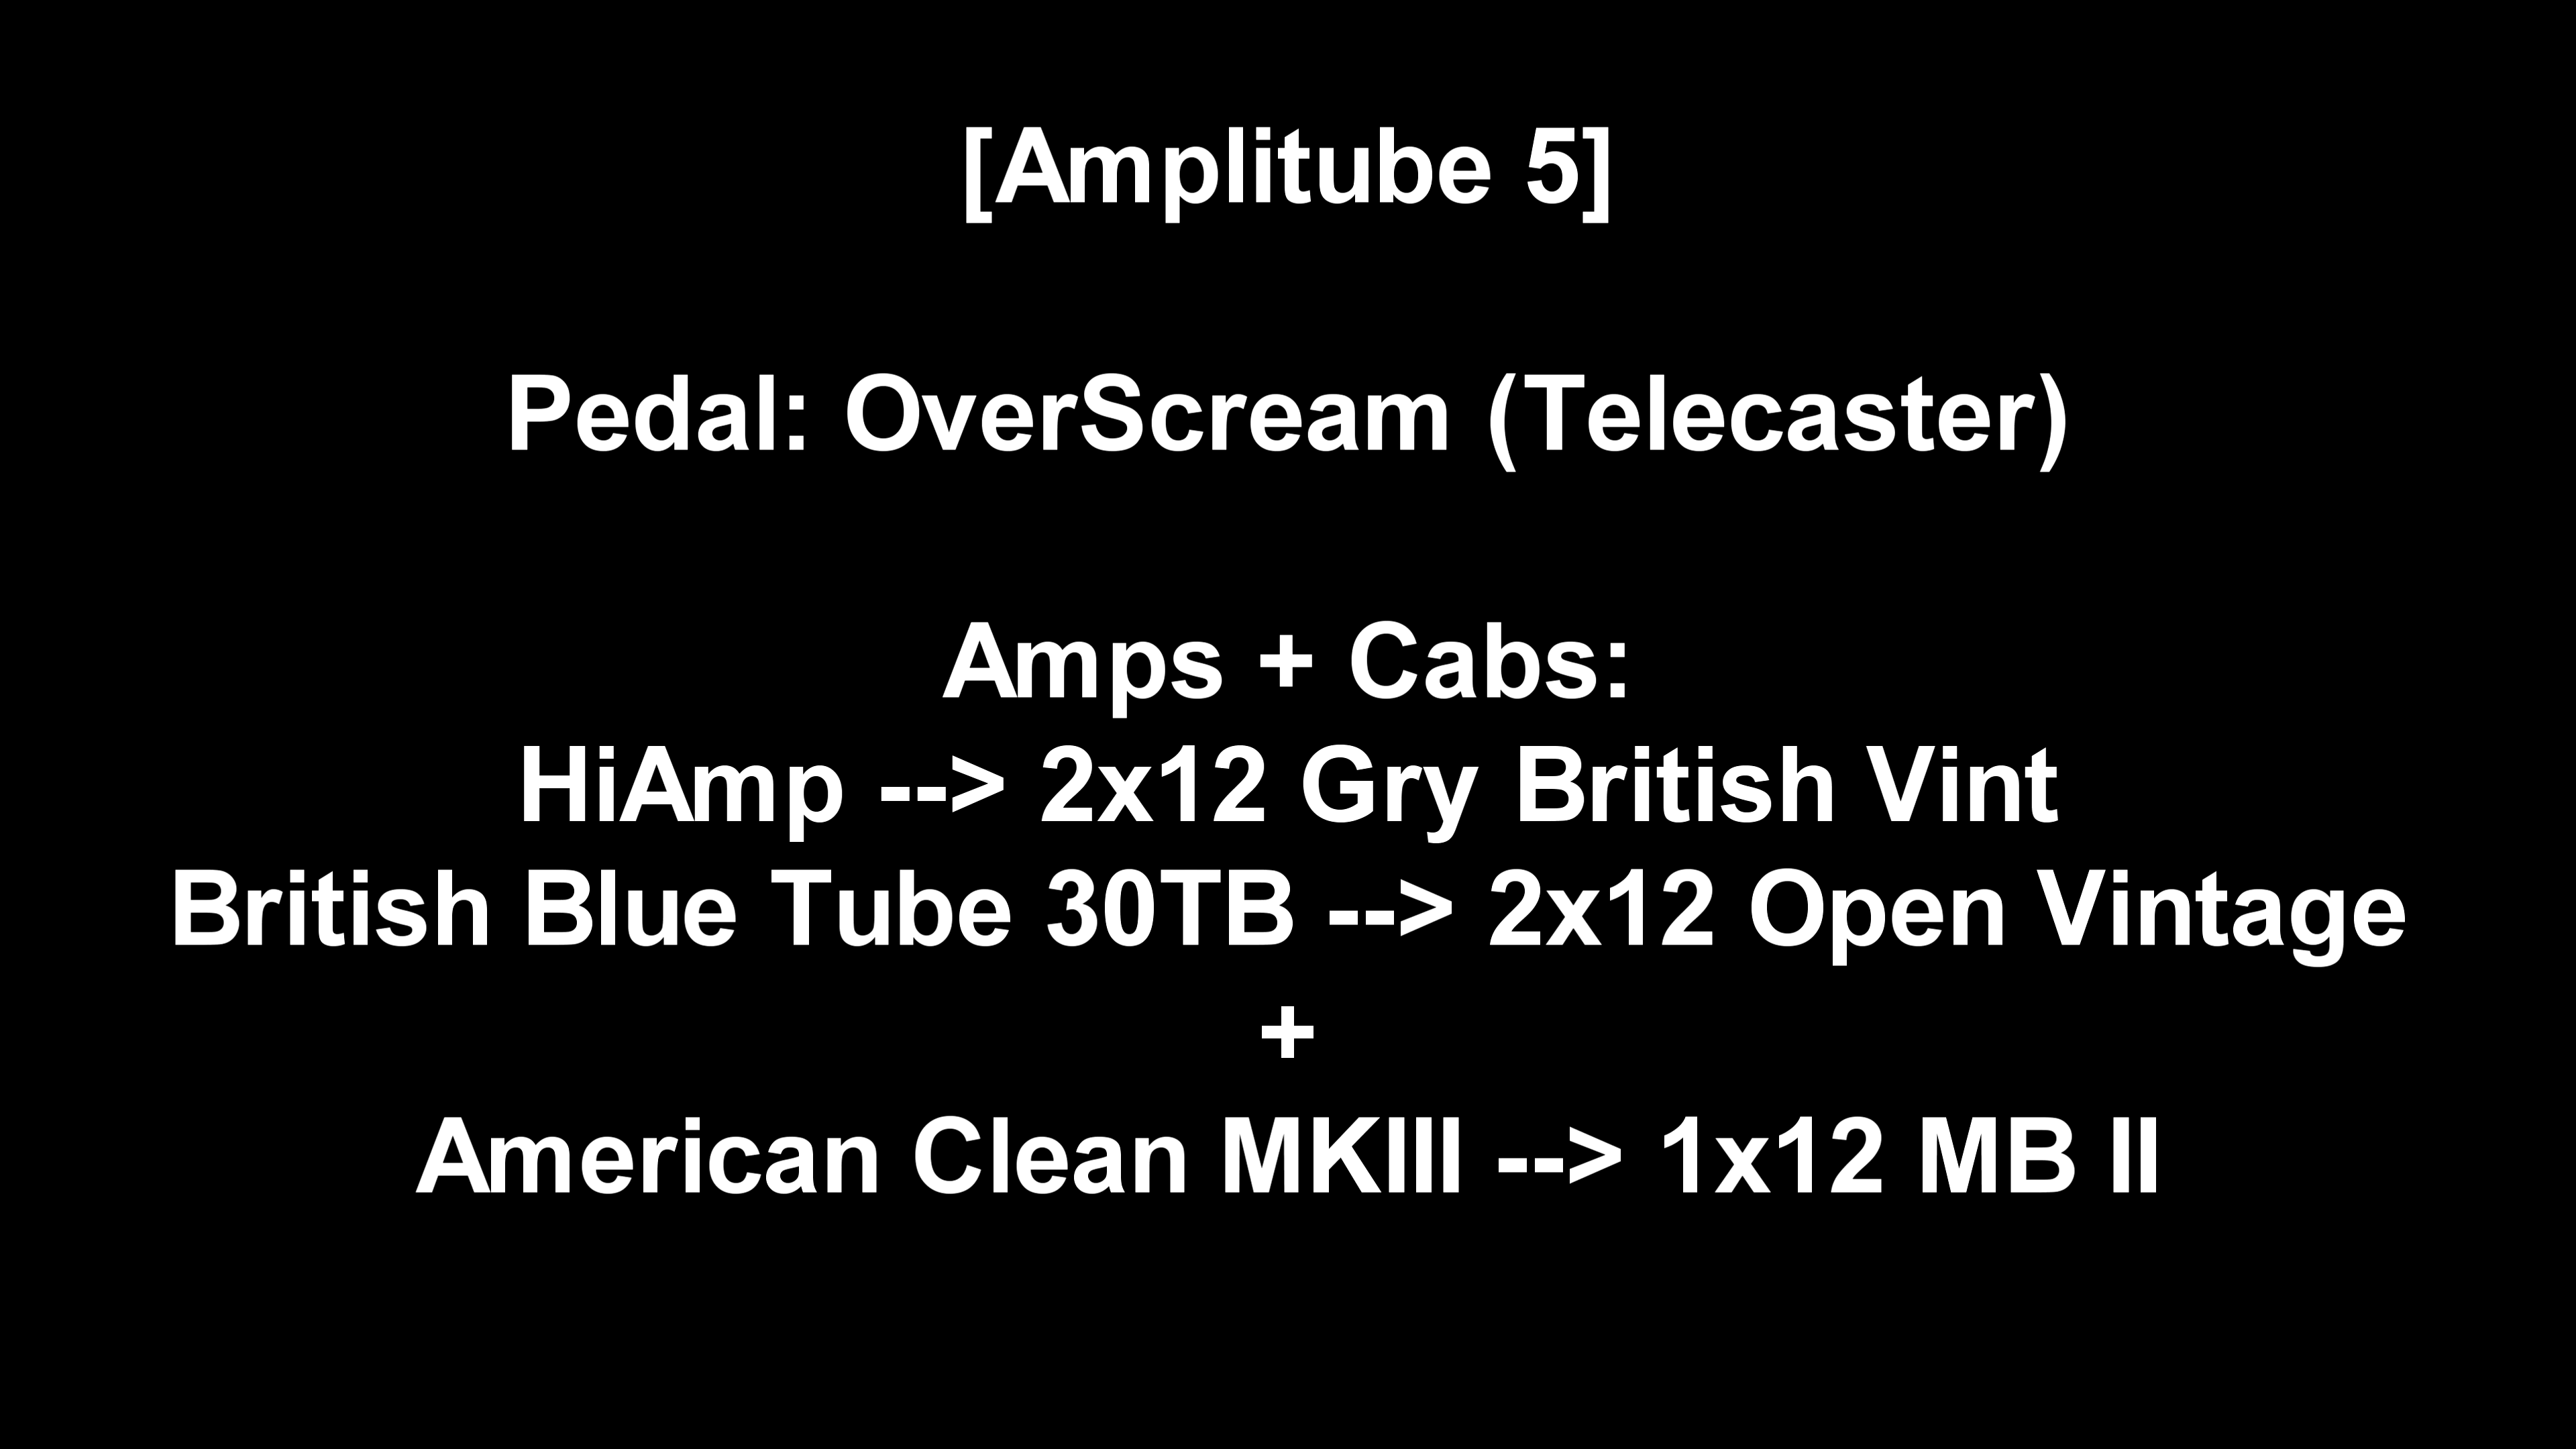 [Amplitube 5]
Pedal: OverScream (Telecaster)
Amps + Cabs:
HiAmp --> 2x12 Gry British Vint
British Blue Tube 30TB --> 2x12 Open Vintage
+
American Clean MKIII --> 1x12 MB II